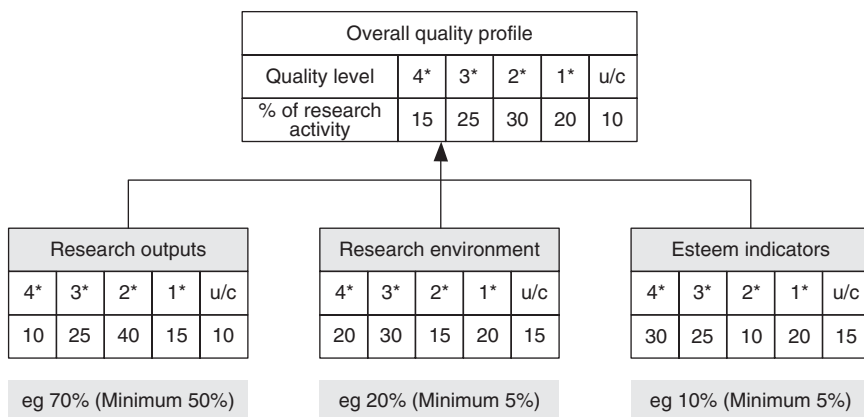 Overall quality profile
Quality level 4* 3* 2* 1* u/c
% of research
activity 15 25 30 20 10
Research outputs
4* 3* 2* 1* u/c
10 25 40 15 10
eg 70% (Minimum 50%)
Research environment
4* 3* 2* 1* u/c
20 30 15 20 15
eg 20% (Minimum 5%)
Esteem indicators
4* 3* 2* 1* u/c
30 25 10 20 15
eg 10% (Minimum 5%)